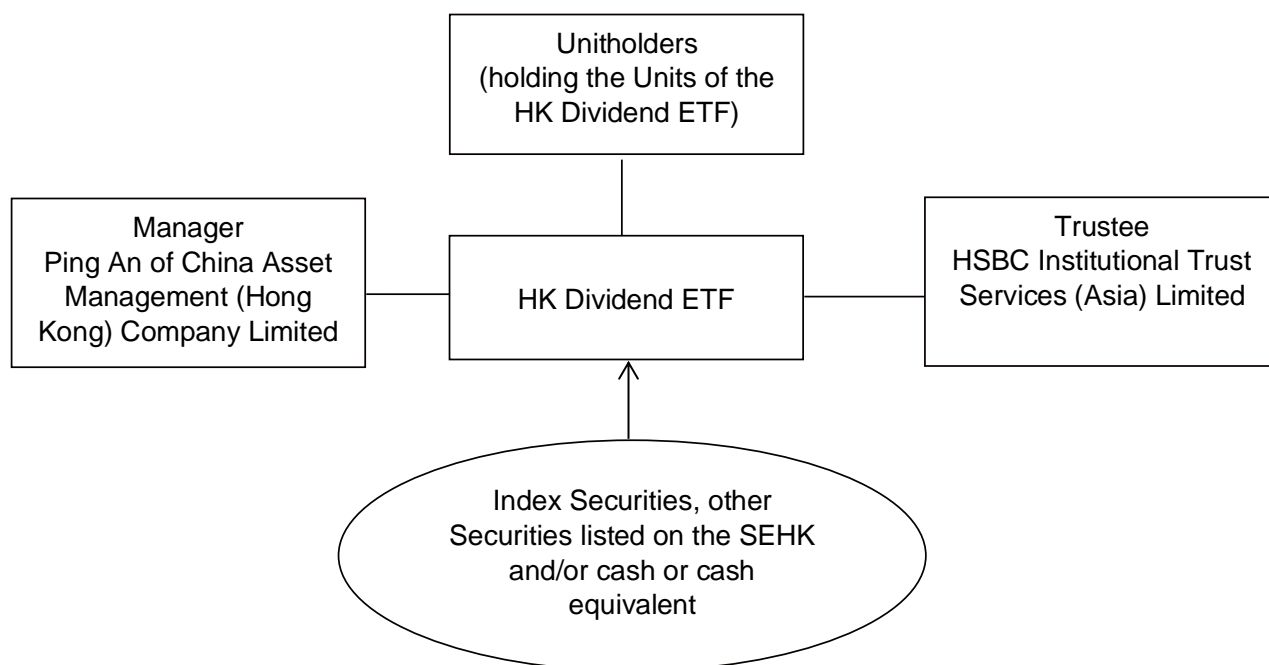 Unitholders
(holding the Units of the
HK Dividend ETF)
Manager
Ping An of China Asset
Management (Hong
Kong) Company Limited
HK Dividend ETF
Trustee
HSBC Institutional Trust
Services (Asia) Limited
Index Securities, other
Securities listed on the SEHK
and/or cash or cash
equivalent